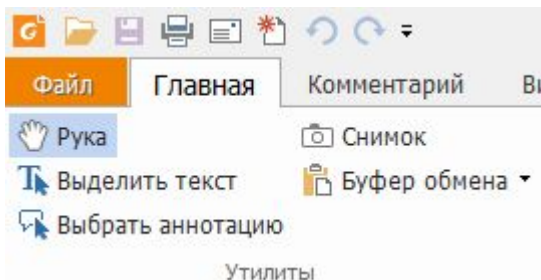 Файл Главная Комментарий
Рука Снимок
Выделить текст Буфер обмена
Выбрать аннотацию
Утилиты